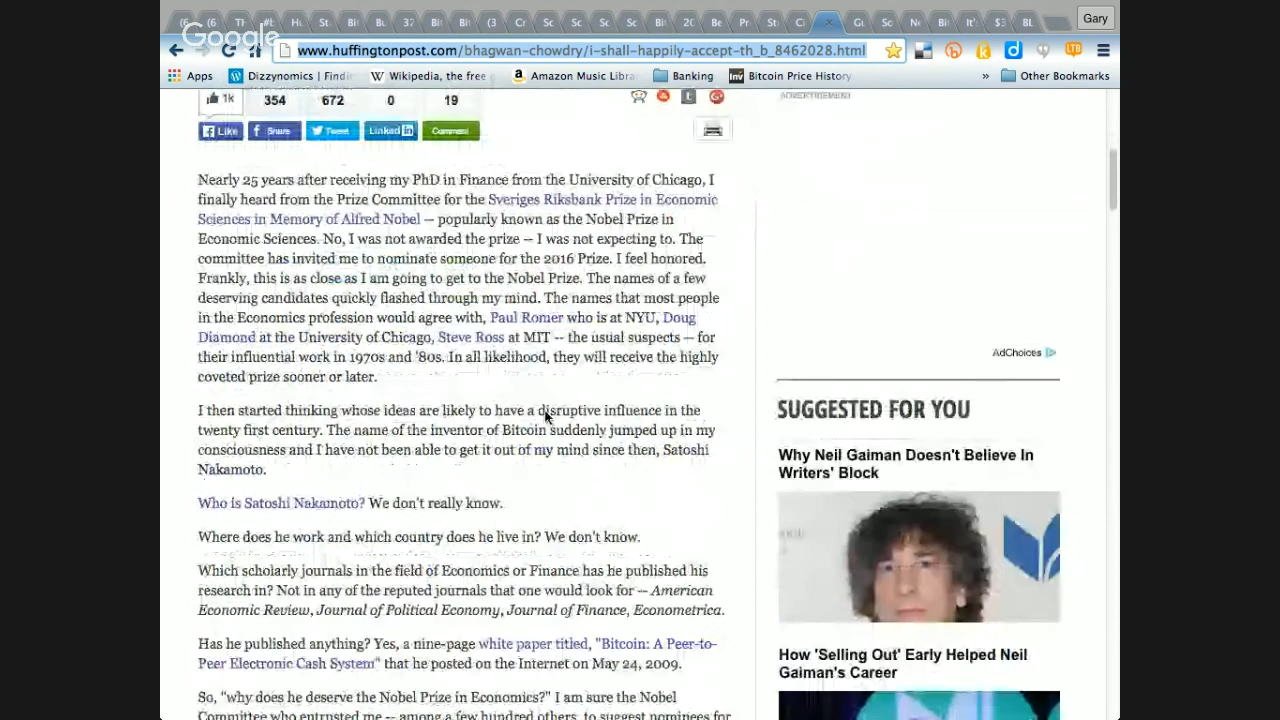 Gary
Google
www.huffingtonpost.com/bhagwan-chowdry/i-shall-happily-accept-th_b_8462028.html
Apps
Dizzynomics | Findi
Wikipedia, the free
Amazon Music Libra
Banking
Bitcoin Price History
»
Other Bookmarks
1k
354
672
0
19
Like
Share
Tweet
Linked in
Comment
ADVERTISEMENT
Nearly 25 years after receiving my PhD in Finance from the University of Chicago, I
finally heard from the Prize Committee for the Sveriges Riksbank Prize in Economic
Sciences in Memory of Alfred Nobel -- popularly known as the Nobel Prize in
Economic Sciences. No, I was not awarded the prize -- I was not expecting to. The
committee has invited me to nominate someone for the 2016 Prize. I feel honored.
Frankly, this is as close as I am going to get to the Nobel Prize. The names of a few
deserving candidates quickly flashed through my mind. The names that most people
in the Economics profession would agree with, Paul Romer who is at NYU, Doug
Diamond at the University of Chicago, Steve Ross at MIT -- the usual suspects -- for
their influential work in 1970s and '80s. In all likelihood, they will receive the highly
coveted prize sooner or later.
I then started thinking whose ideas are likely to have a disruptive influence in the
twenty first century. The name of the inventor of Bitcoin suddenly jumped up in my
consciousness and I have not been able to get it out of my mind since then, Satoshi
Nakamoto.
Who is Satoshi Nakamoto? We don't really know.
Where does he work and which country does he live in? We don't know.
Which scholarly journals in the field of Economics or Finance has he published his
research in? Not in any of the reputed journals that one would look for -- American
Economic Review, Journal of Political Economy, Journal of Finance, Econometrica.
Has he published anything? Yes, a nine-page white paper titled, "Bitcoin: A Peer-to-
Peer Electronic Cash System" that he posted on the Internet on May 24, 2009.
So, "why does he deserve the Nobel Prize in Economics?" I am sure the Nobel
Committee who entrusted me -- among a few hundred others, to suggest nominees for
AdChoices
SUGGESTED FOR YOU
Why Neil Gaiman Doesn't Believe In
Writers' Block
How 'Selling Out' Early Helped Neil
Gaiman's Career